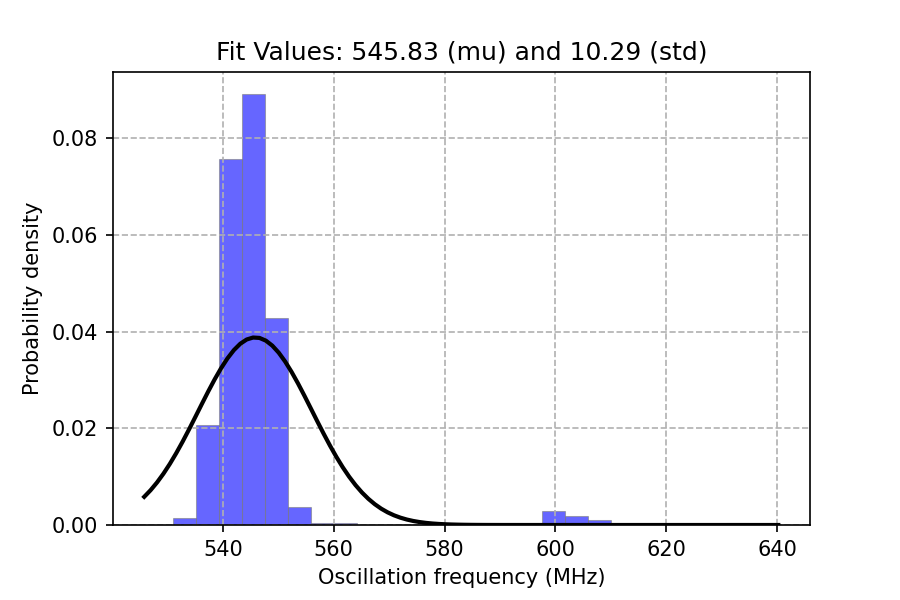 Fit Values: 545.83 (mu) and 10.29 (std)
Probability density
0.08
0.06
0.04
0.02
0.00
540 560 580 600 620 640
Oscillation frequency (MHz)